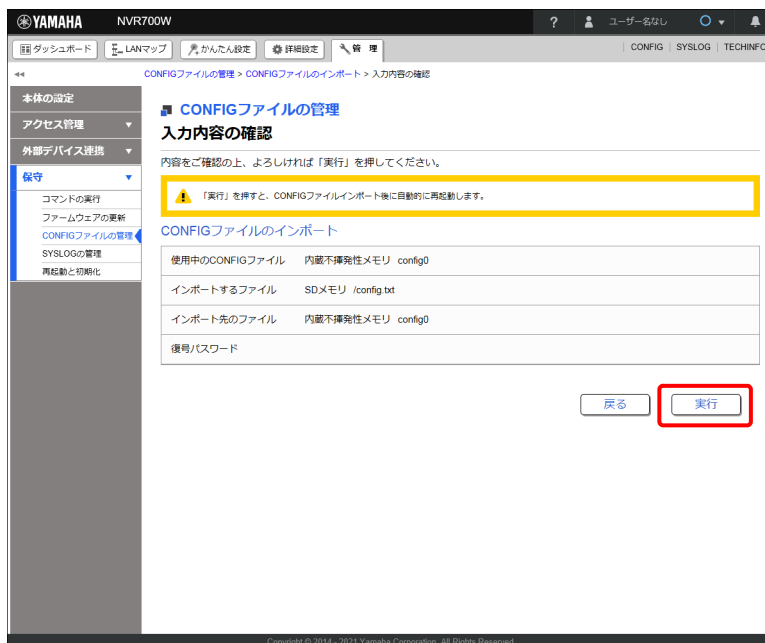 YAMAHA NVR700W ? ユーザー名なし
ダッシュボード LANマップ かんたん設定 詳細設定 管 理 CONFIG | SYSLOG | TECHINFO
CONFIGファイルの管理 > CONFIGファイルのインポート > 入力内容の確認
本体の設定
アクセス管理
外部デバイス連携
保守
コマンドの実行
ファームウェアの更新
CONFIGファイルの管理
SYSLOGの管理
再起動と初期化
CONFIGファイルの管理
入力内容の確認
内容をご確認の上、よろしければ「実行」を押してください。
「実行」を押すと、CONFIGファイルインポート後に自動的に再起動します。
CONFIGファイルのインポート
使用中のCONFIGファイル 内蔵不揮発性メモリ config0
インポートするファイル SDメモリ /config.txt
インポート先のファイル 内蔵不揮発性メモリ config0
復号パスワード
戻る 実行
Copyright © 2014 - 2021 Yamaha Corporation. All Rights Reserved.